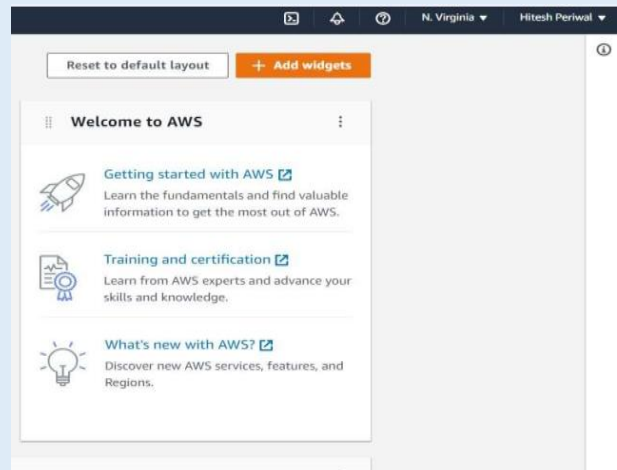 N. Virginia ▼ Hitesh Periwal ▼
Reset to default layout + Add widgets
Welcome to AWS
Getting started with AWS
Learn the fundamentals and find valuable
information to get the most out of AWS.
Training and certification
Learn from AWS experts and advance your
skills and knowledge.
What's new with AWS?
Discover new AWS services, features, and
Regions.